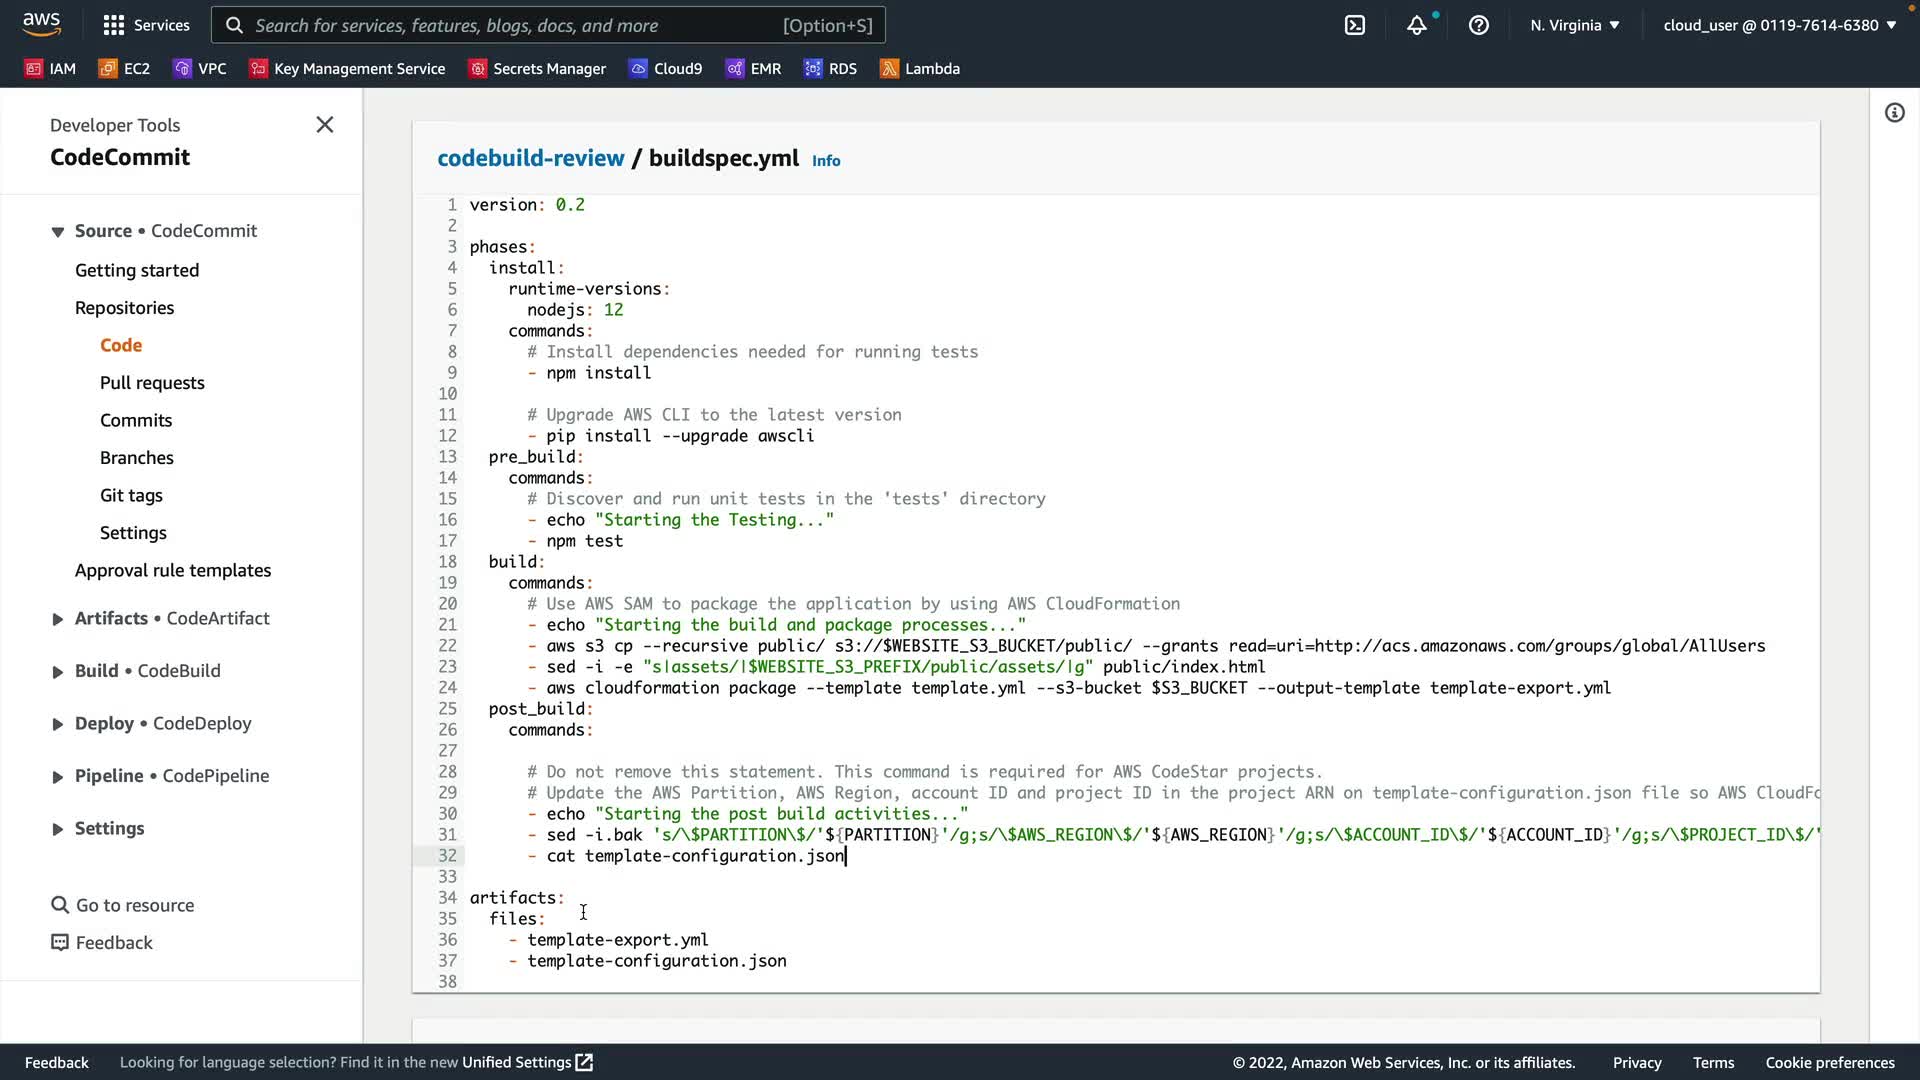 aws
Services
Search for services, features, blogs, docs, and more
[Option+S]
N. Virginia
cloud_user @ 0119-7614-6380
IAM
EC2
VPC
Key Management Service
Secrets Manager
Cloud9
EMR
RDS
Lambda
Developer Tools
CodeCommit
Source • CodeCommit
Getting started
Repositories
Code
Pull requests
Commits
Branches
Git tags
Settings
Approval rule templates
Artifacts • CodeArtifact
Build • CodeBuild
Deploy • CodeDeploy
Pipeline • CodePipeline
Settings
Go to resource
Feedback
codebuild-review / buildspec.yml Info
1 version: 0.2
2
3 phases:
4   install:
5     runtime-versions:
6       nodejs: 12
7     commands:
8       # Install dependencies needed for running tests
9       - npm install
10
11       # Upgrade AWS CLI to the latest version
12       - pip install --upgrade awscli
13   pre_build:
14     commands:
15       # Discover and run unit tests in the 'tests' directory
16       - echo "Starting the Testing..."
17       - npm test
18   build:
19     commands:
20       # Use AWS SAM to package the application by using AWS CloudFormation
21       - echo "Starting the build and package processes..."
22       - aws s3 cp --recursive public/ s3://$WEBSITE_S3_BUCKET/public/ --grants read=uri=http://acs.amazonaws.com/groups/global/AllUsers
23       - sed -i -e "s|assets/|$WEBSITE_S3_PREFIX/public/assets/|g" public/index.html
24       - aws cloudformation package --template template.yml --s3-bucket $S3_BUCKET --output-template template-export.yml
25   post_build:
26     commands:
27
28       # Do not remove this statement. This command is required for AWS CodeStar projects.
29       # Update the AWS Partition, AWS Region, account ID and project ID in the project ARN on template-configuration.json file so AWS CloudFo
30       - echo "Starting the post build activities..."
31       - sed -i.bak 's/\$PARTITION\$/'${PARTITION}'/g;s/\$AWS_REGION\$/'${AWS_REGION}'/g;s/\$ACCOUNT_ID\$/'${ACCOUNT_ID}'/g;s/\$PROJECT_ID\$/'
32       - cat template-configuration.json
33
34 artifacts:
35   files:
36     - template-export.yml
37     - template-configuration.json
38
Feedback
Looking for language selection? Find it in the new Unified Settings
© 2022, Amazon Web Services, Inc. or its affiliates.
Privacy
Terms
Cookie preferences